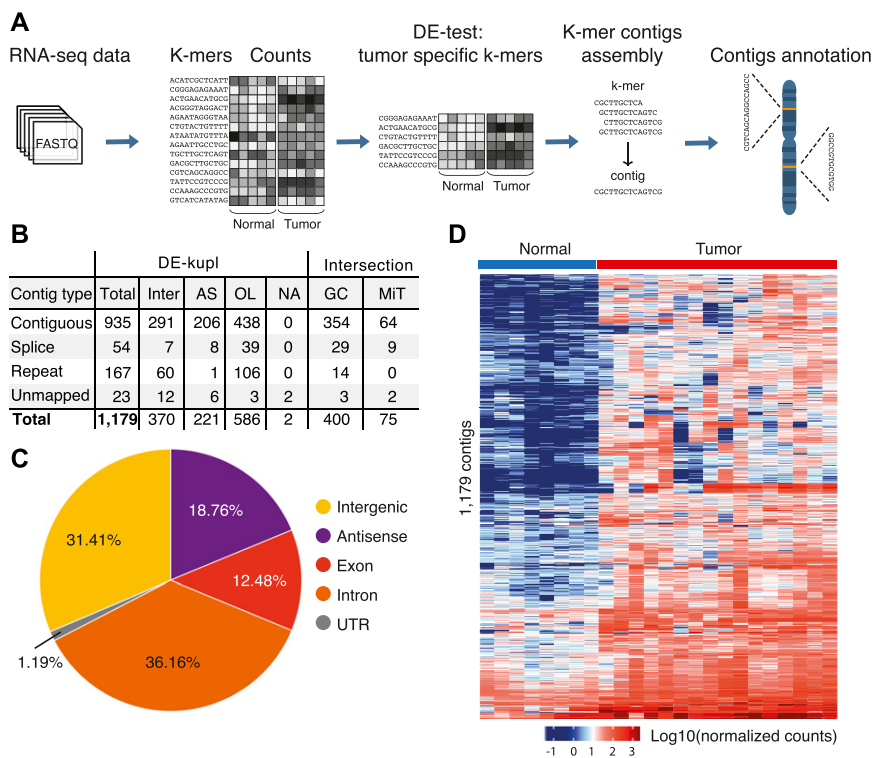 A
RNA-seq data
FASTQ
K-mers Counts
ACATCGCTCATT
CGGGAGAGAAAT
ACTGAACATGCG
ACGGGTAGGACT
AGAATAGGGTAA
CTGTACTGTTTT
ATAATATGTTTA
AGAATTGCCTGC
TGCTTGCTCAGT
GACGCTTGCTGC
CGTCAGCAGGCC
TATTCCGTCCCG
CCAAAGCCCGTG
GTCATCATATAG
Normal Tumor
DE-test:
tumor specific k-mers
CGGGAGAGAAAT
ACTGAACATGCG
CTGTACTGTTTT
GACGCTTGCTGC
TATTCCGTCCCG
CCAAAGCCCGTG
Normal Tumor
K-mer contigs
assembly
k-mer
CGCTTGCTCA
GCTTGCTCAGTC
CTTGCTCAGTCG
GCTTGCTCAGTCG
contig
CGCTTGCTCAGTCG
Contigs annotation
CGTCAGCAGGCCAGCC
GCCCGTGCGTGG
B
DE-kupl Intersection
Contig type Total Inter AS OL NA GC MiT
Contiguous 935 291 206 438 0 354 64
Splice 54 7 8 39 0 29 9
Repeat 167 60 1 106 0 14 0
Unmapped 23 12 6 3 2 3 2
Total 1,179 370 221 586 2 400 75
C
31.41%
18.76%
12.48%
36.16%
1.19%
Intergenic
Antisense
Exon
Intron
UTR
D
Normal Tumor
1,179 contigs
-1 0 1 2 3
Log10(normalized counts)